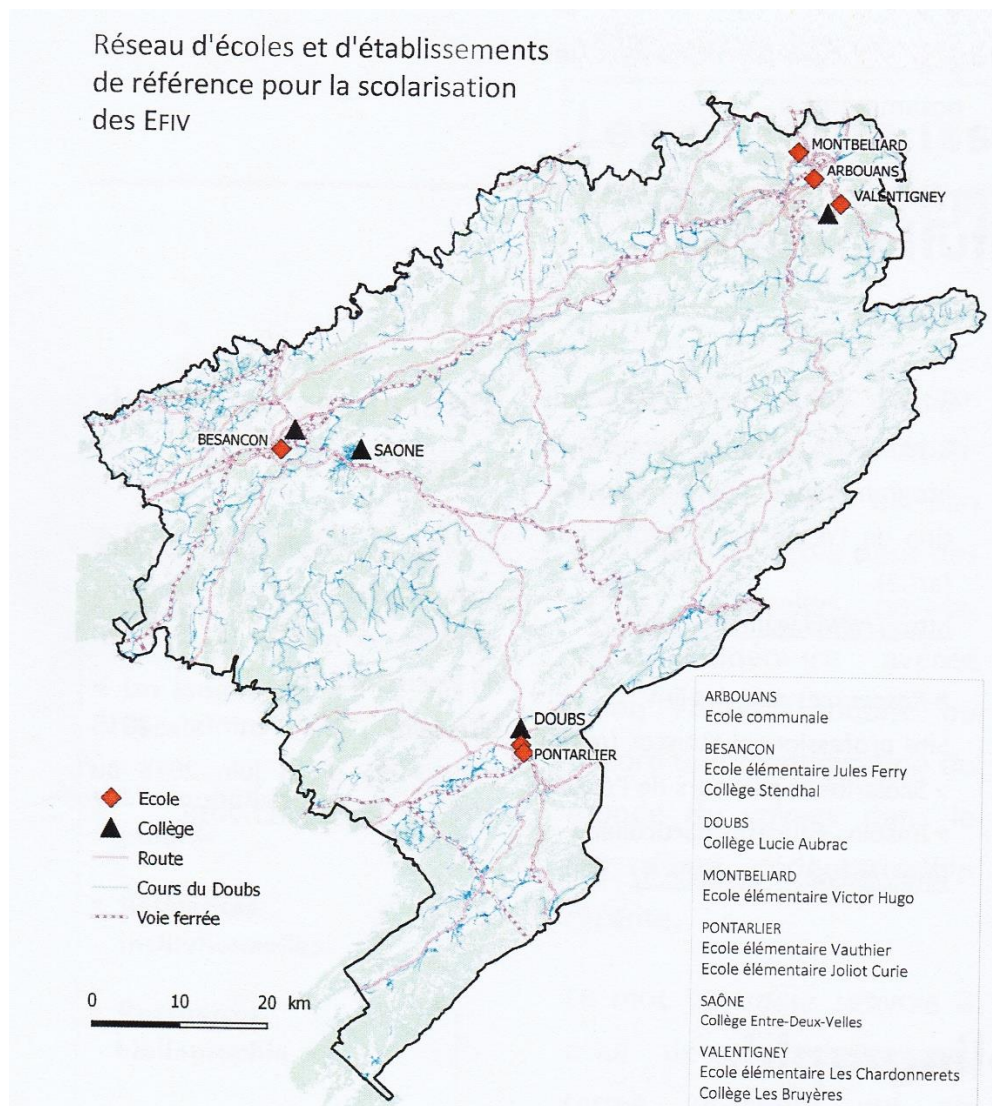 Réseau d'écoles et d'établissements
de référence pour la scolarisation
des EFIV
MONTBELIARD
ARBOUANS
VALENTIGNEY
BESANCON
SAONE
DOUBS
PONTARLIER
Ecole
Collège
Route
Cours du Doubs
Voie ferrée
0 10 20 km
ARBOUANS
Ecole communale
BESANCON
Ecole élémentaire Jules Ferry
Collège Stendhal
DOUBS
Collège Lucie Aubrac
MONTBELIARD
Ecole élémentaire Victor Hugo
PONTARLIER
Ecole élémentaire Vauthier
Ecole élémentaire Joliot Curie
SAÔNE
Collège Entre-Deux-Velles
VALENTIGNEY
Ecole élémentaire Les Chardonnerets
Collège Les Bruyères